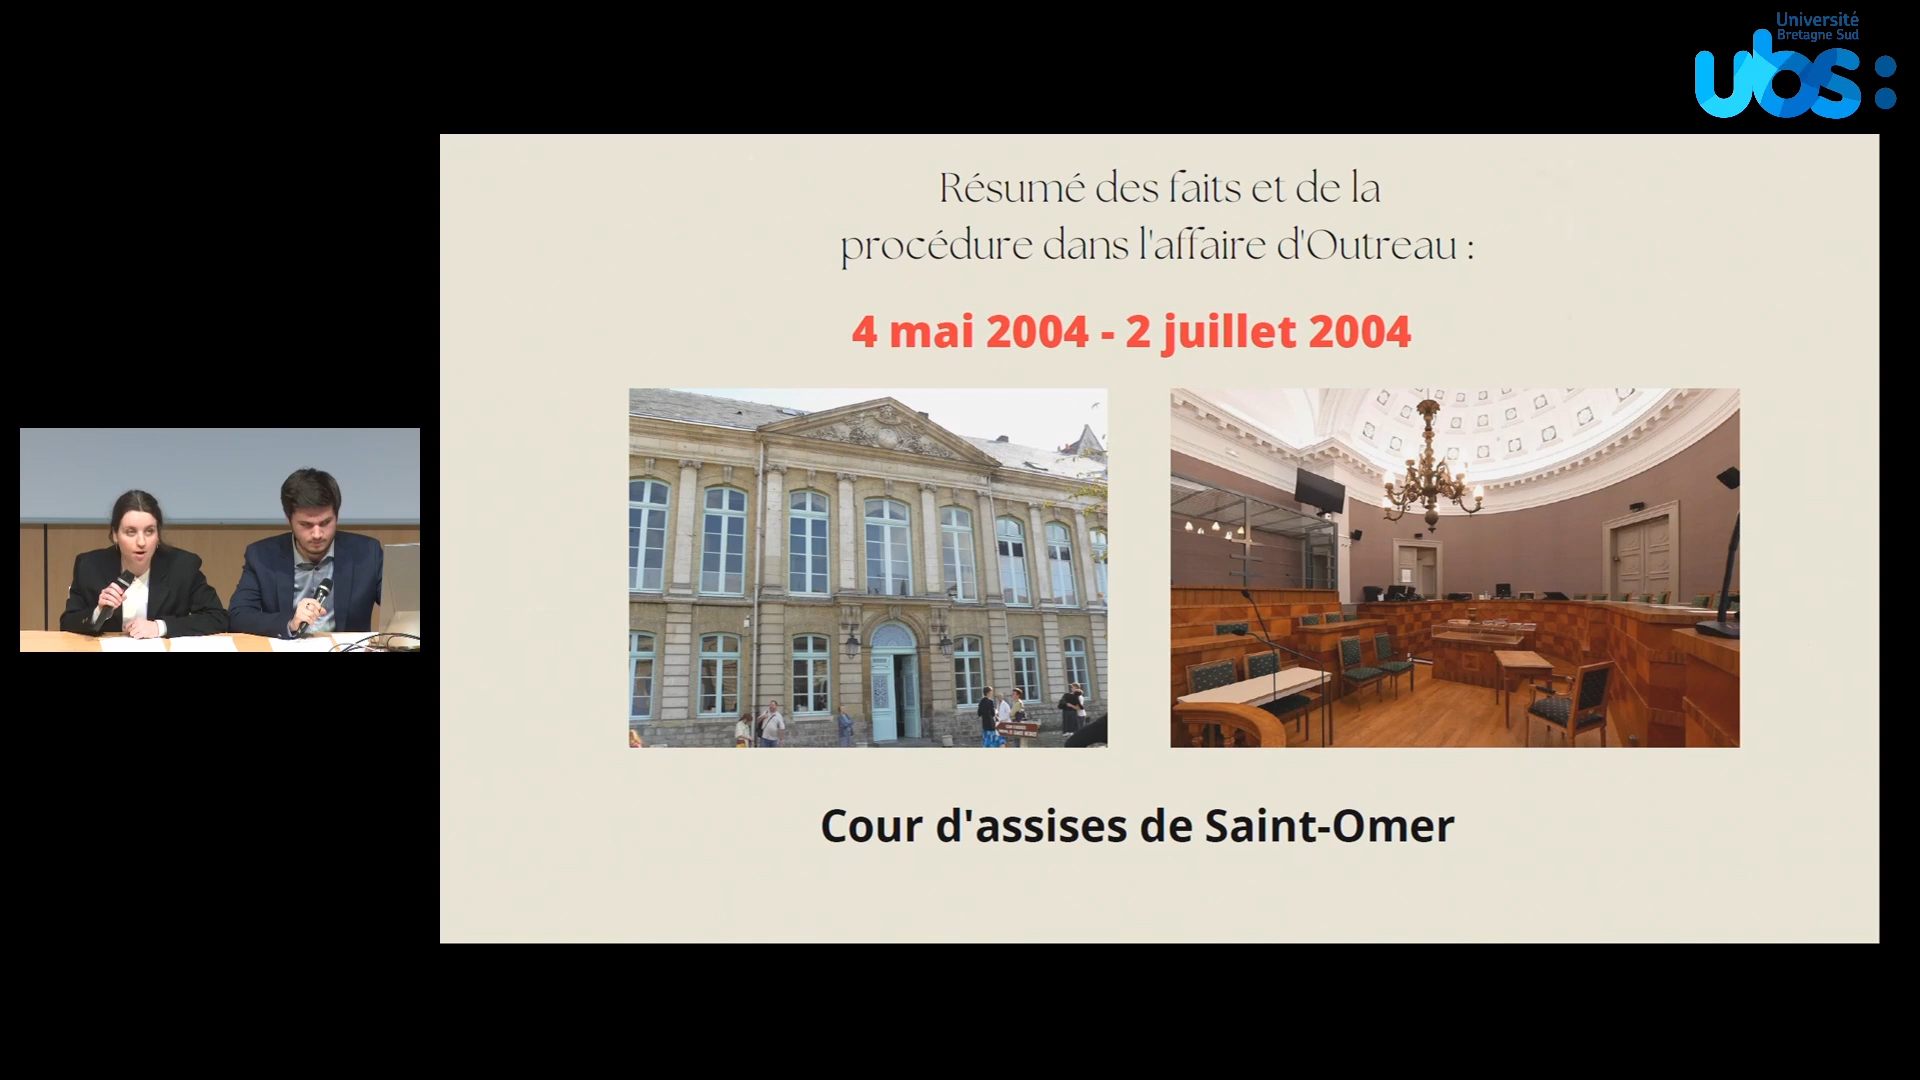 Université
Bretagne Sud
ubs:
Résumé des faits et de la
procédure dans l'affaire d'Outreau :
4 mai 2004 - 2 juillet 2004
Cour d'assises de Saint-Omer